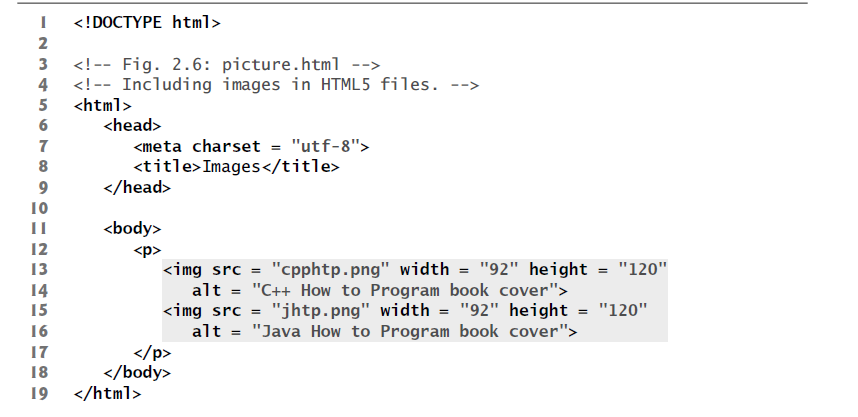 1 <!DOCTYPE html>
2
3 <!-- Fig. 2.6: picture.html -->
4 <!-- Including images in HTML5 files. -->
5 <html>
6 <head>
7 <meta charset = "utf-8">
8 <title>Images</title>
9 </head>
10
11 <body>
12 <p>
13 <img src = "cpphtp.png" width = "92" height = "120"
14 alt = "C++ How to Program book cover">
15 <img src = "jhtp.png" width = "92" height = "120"
16 alt = "Java How to Program book cover">
17 </p>
18 </body>
19 </html>